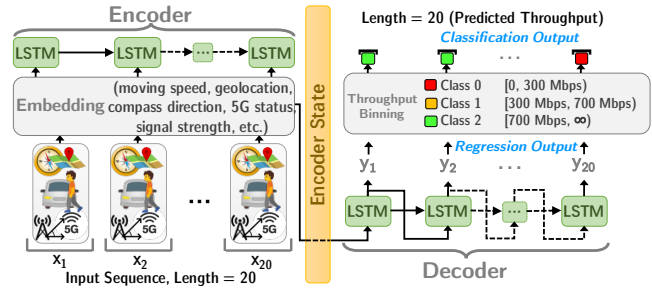 Encoder
LSTM LSTM ... LSTM
Embedding
(moving speed, geolocation,
compass direction, 5G status,
signal strength, etc.)
5G 5G ... 5G
x1 x2 x20
Input Sequence, Length = 20
Encoder State
Length = 20 (Predicted Throughput)
Classification Output
...
Throughput
Binning
Class 0 [0, 300 Mbps)
Class 1 [300 Mbps, 700 Mbps)
Class 2 [700 Mbps, ∞)
Regression Output
y1 y2 ... y20
LSTM LSTM ... LSTM
Decoder